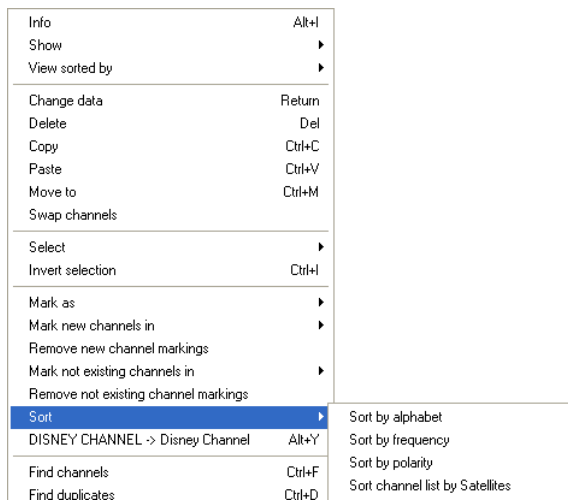 Info Alt+I
Show
View sorted by
Change data Return
Delete Del
Copy Ctrl+C
Paste Ctrl+V
Move to Ctrl+M
Swap channels
Select
Invert selection Ctrl+I
Mark as
Mark new channels in
Remove new channel markings
Mark not existing channels in
Remove not existing channel markings
Sort
Sort by alphabet
DISNEY CHANNEL -> Disney Channel Alt+Y
Sort by frequency
Sort by polarity
Find channels Ctrl+F
Sort channel list by Satellites
Find duplicates Ctrl+D